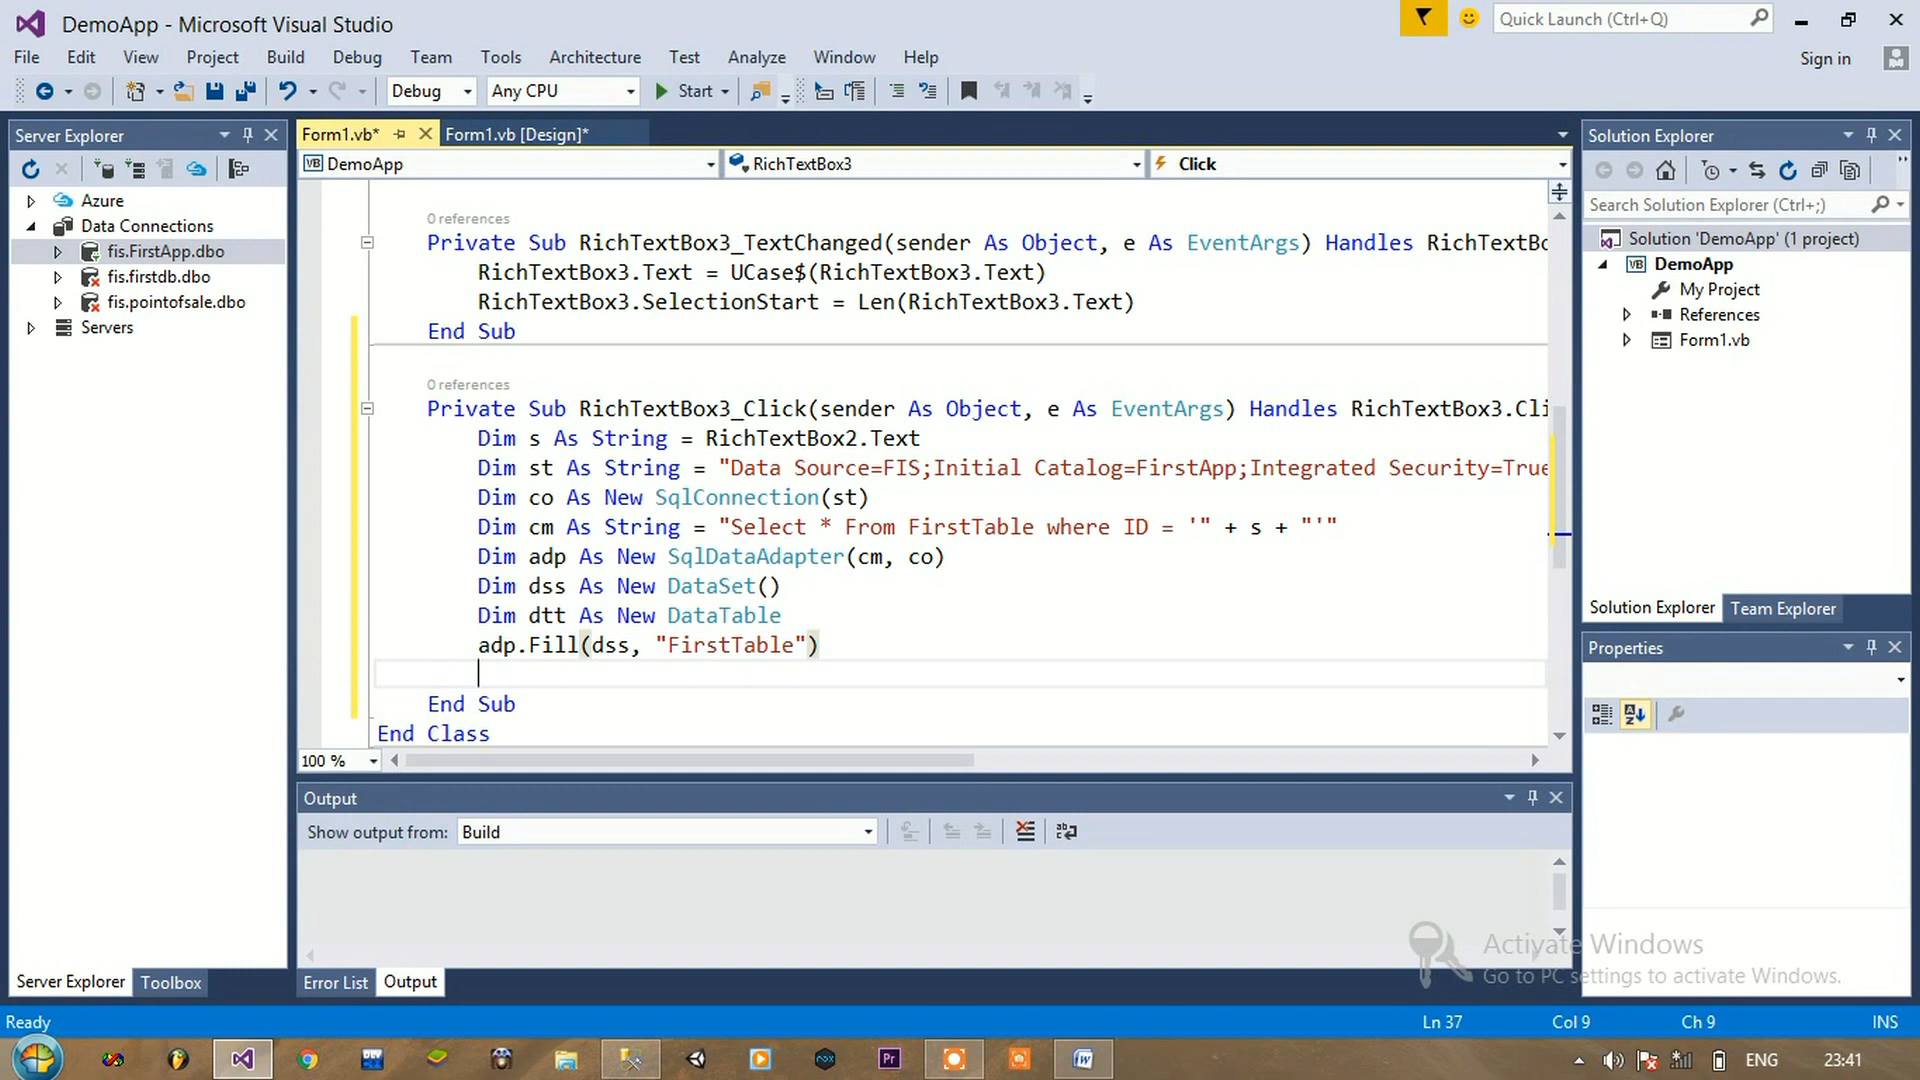 DemoApp - Microsoft Visual Studio
Quick Launch (Ctrl+Q)
File Edit View Project Build Debug Team Tools Architecture Test Analyze Window Help
Sign in
Debug Any CPU Start
Server Explorer
Azure
Data Connections
fis.FirstApp.dbo
fis.firstdb.dbo
fis.pointofsale.dbo
Servers
Server Explorer Toolbox
Form1.vb* Form1.vb [Design]*
DemoApp RichTextBox3 Click
0 references
Private Sub RichTextBox3_TextChanged(sender As Object, e As EventArgs) Handles RichTextBo
RichTextBox3.Text = UCase$(RichTextBox3.Text)
RichTextBox3.SelectionStart = Len(RichTextBox3.Text)
End Sub
0 references
Private Sub RichTextBox3_Click(sender As Object, e As EventArgs) Handles RichTextBox3.Cli
Dim s As String = RichTextBox2.Text
Dim st As String = "Data Source=FIS;Initial Catalog=FirstApp;Integrated Security=True
Dim co As New SqlConnection(st)
Dim cm As String = "Select * From FirstTable where ID = '" + s + "'"
Dim adp As New SqlDataAdapter(cm, co)
Dim dss As New DataSet()
Dim dtt As New DataTable
adp.Fill(dss, "FirstTable")
End Sub
End Class
100 %
Output
Show output from: Build
Error List Output
Solution Explorer
Search Solution Explorer (Ctrl+;)
Solution 'DemoApp' (1 project)
VB DemoApp
My Project
References
Form1.vb
Solution Explorer Team Explorer
Properties
Activate Windows
Go to PC settings to activate Windows.
Ready Ln 37 Col 9 Ch 9 INS
Pr ENG 23:41